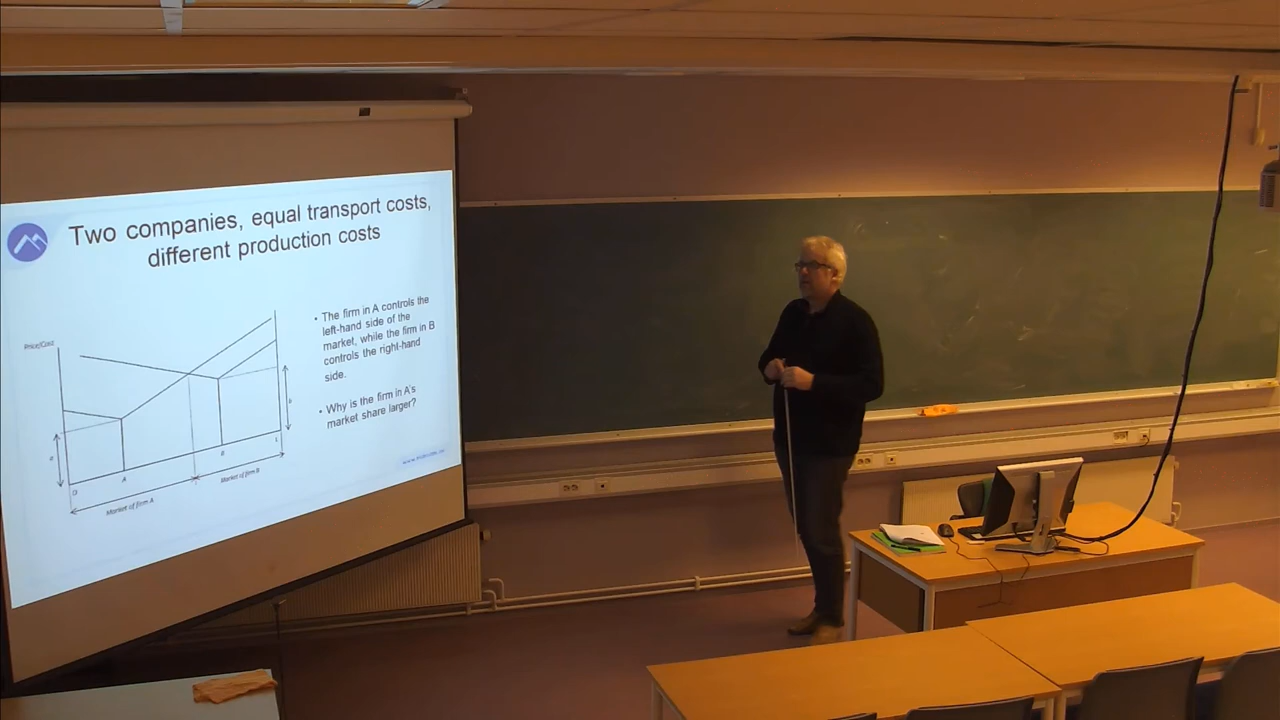 Two companies, equal transport costs,
different production costs
• The firm in A controls the
left-hand side of the
market, while the firm in B
controls the right-hand
side.
• Why is the firm in A's
market share larger?
Price/Cost
a
b
O
A
B
L
Market of firm A
Market of firm B